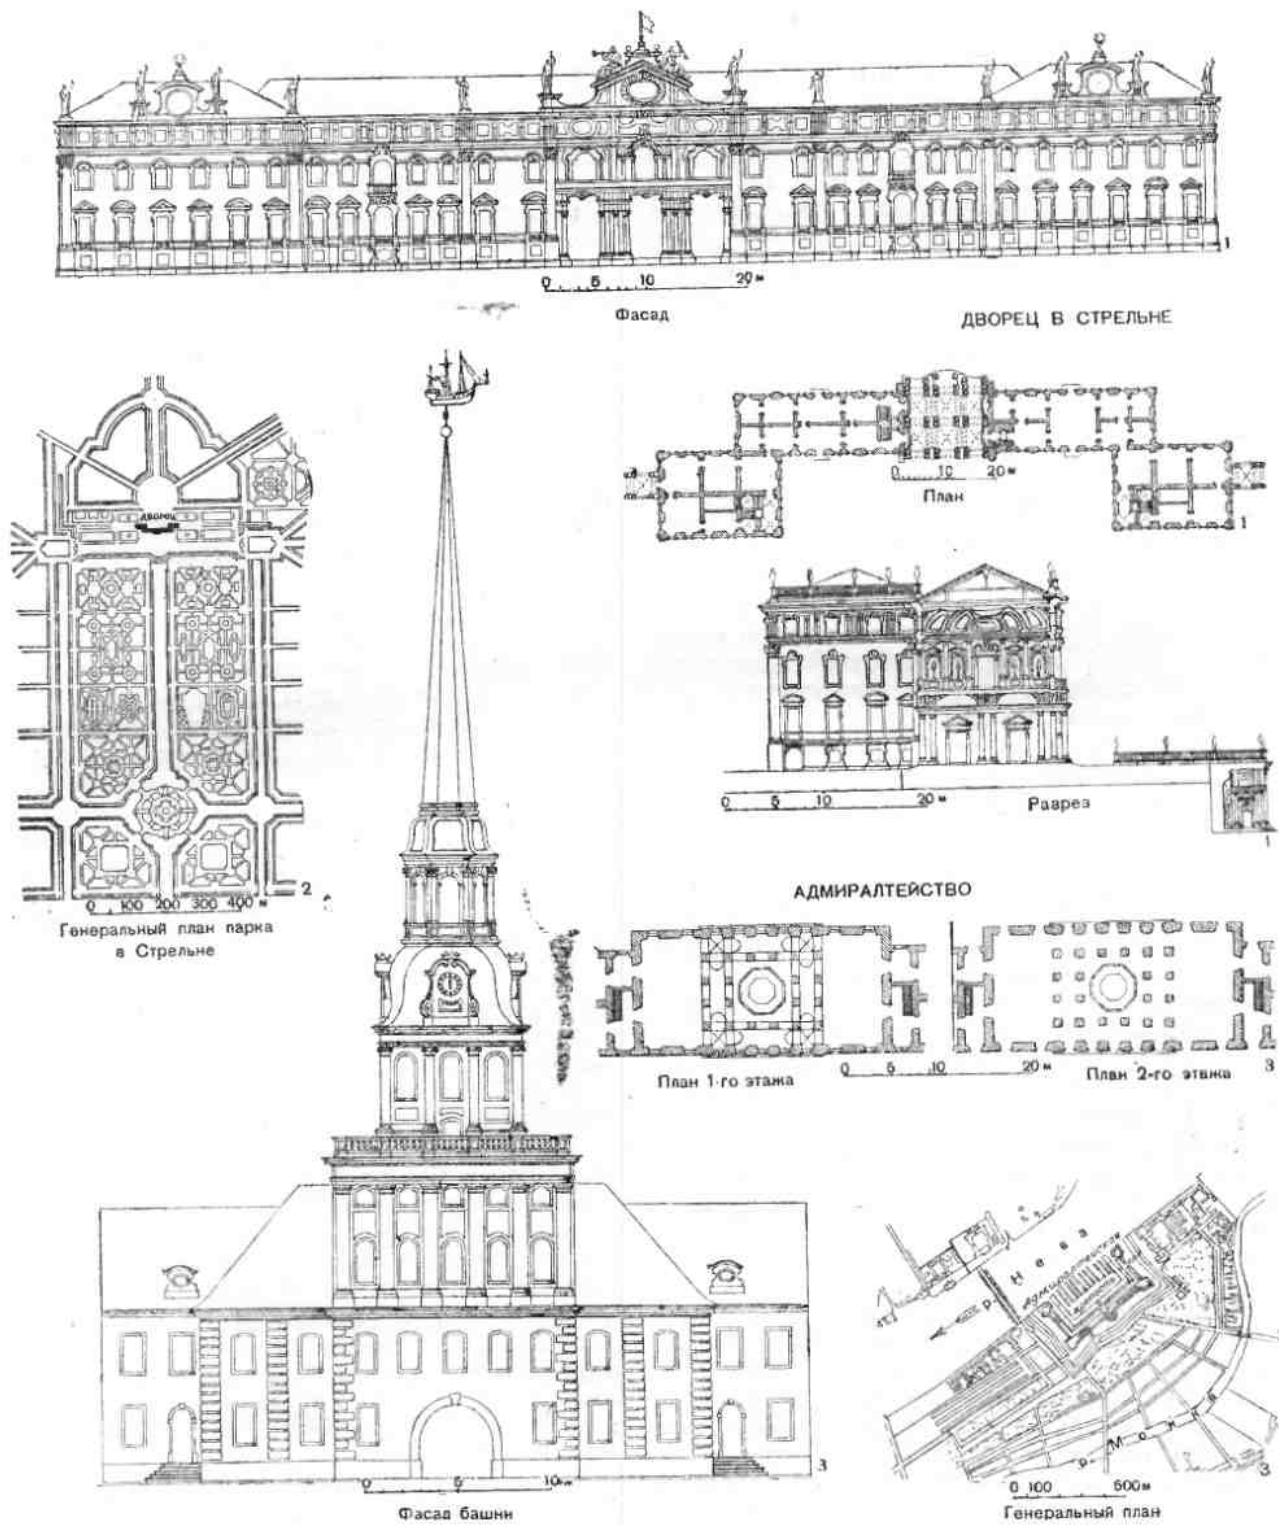 1
0 5 10 20 м
Фасад
ДВОРЕЦ В СТРЕЛЬНЕ
ДВОРЕЦ
2
0 100 200 300 400 м
Генеральный план парка
в Стрельне
0 10 20 м
План
1
0 5 10 20 м
Разрез
1
АДМИРАЛТЕЙСТВО
План 1-го этажа
0 5 10 20 м
План 2-го этажа
3
3
0 5 10 м
Фасад башни
р. Нева
Адмиралтейская
р. Мойка
3
0 100 500 м
Генеральный план